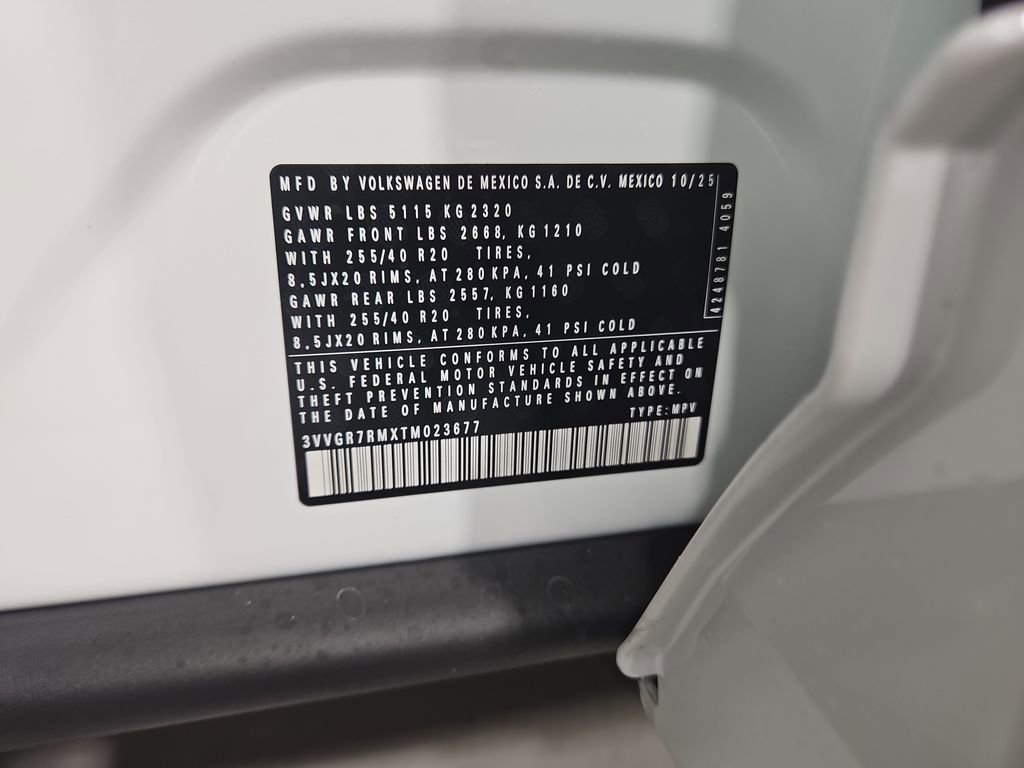 MFD BY VOLKSWAGEN DE MEXICO S.A. DE C.V. MEXICO 10/25
GVWR LBS 5115 KG 2320
GAWR FRONT LBS 2668, KG 1210
WITH 255/40 R20 TIRES,
8,5JX20 RIMS, AT 280 KPA, 41 PSI COLD
GAWR REAR LBS 2557, KG 1160
WITH 255/40 R20 TIRES,
8,5JX20 RIMS, AT 280 KPA, 41 PSI COLD
4248781 4059
THIS VEHICLE CONFORMS TO ALL APPLICABLE
U.S. FEDERAL MOTOR VEHICLE SAFETY AND
THEFT PREVENTION STANDARDS IN EFFECT ON
THE DATE OF MANUFACTURE SHOWN ABOVE.
TYPE: MPV
3VVGR7RMXTM023677